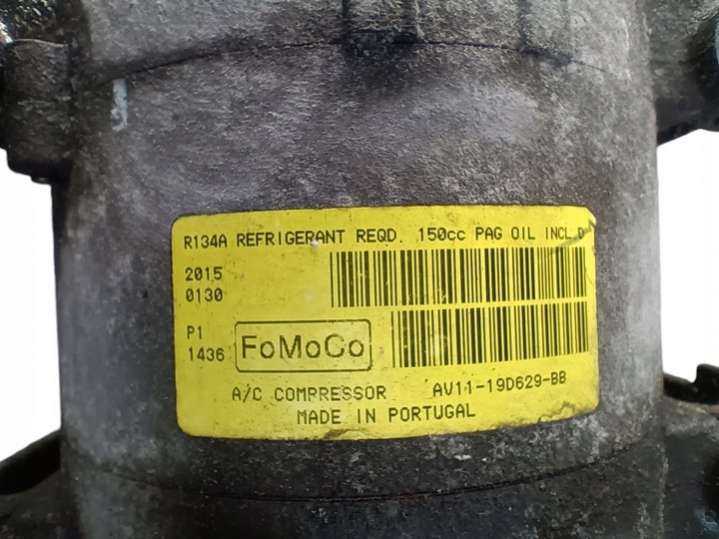 R134A REFRIGERANT REQD. 150cc PAG OIL INCL.D
2015
0130
P1
1436
FoMoCo
A/C COMPRESSOR AV11-19D629-BB
MADE IN PORTUGAL